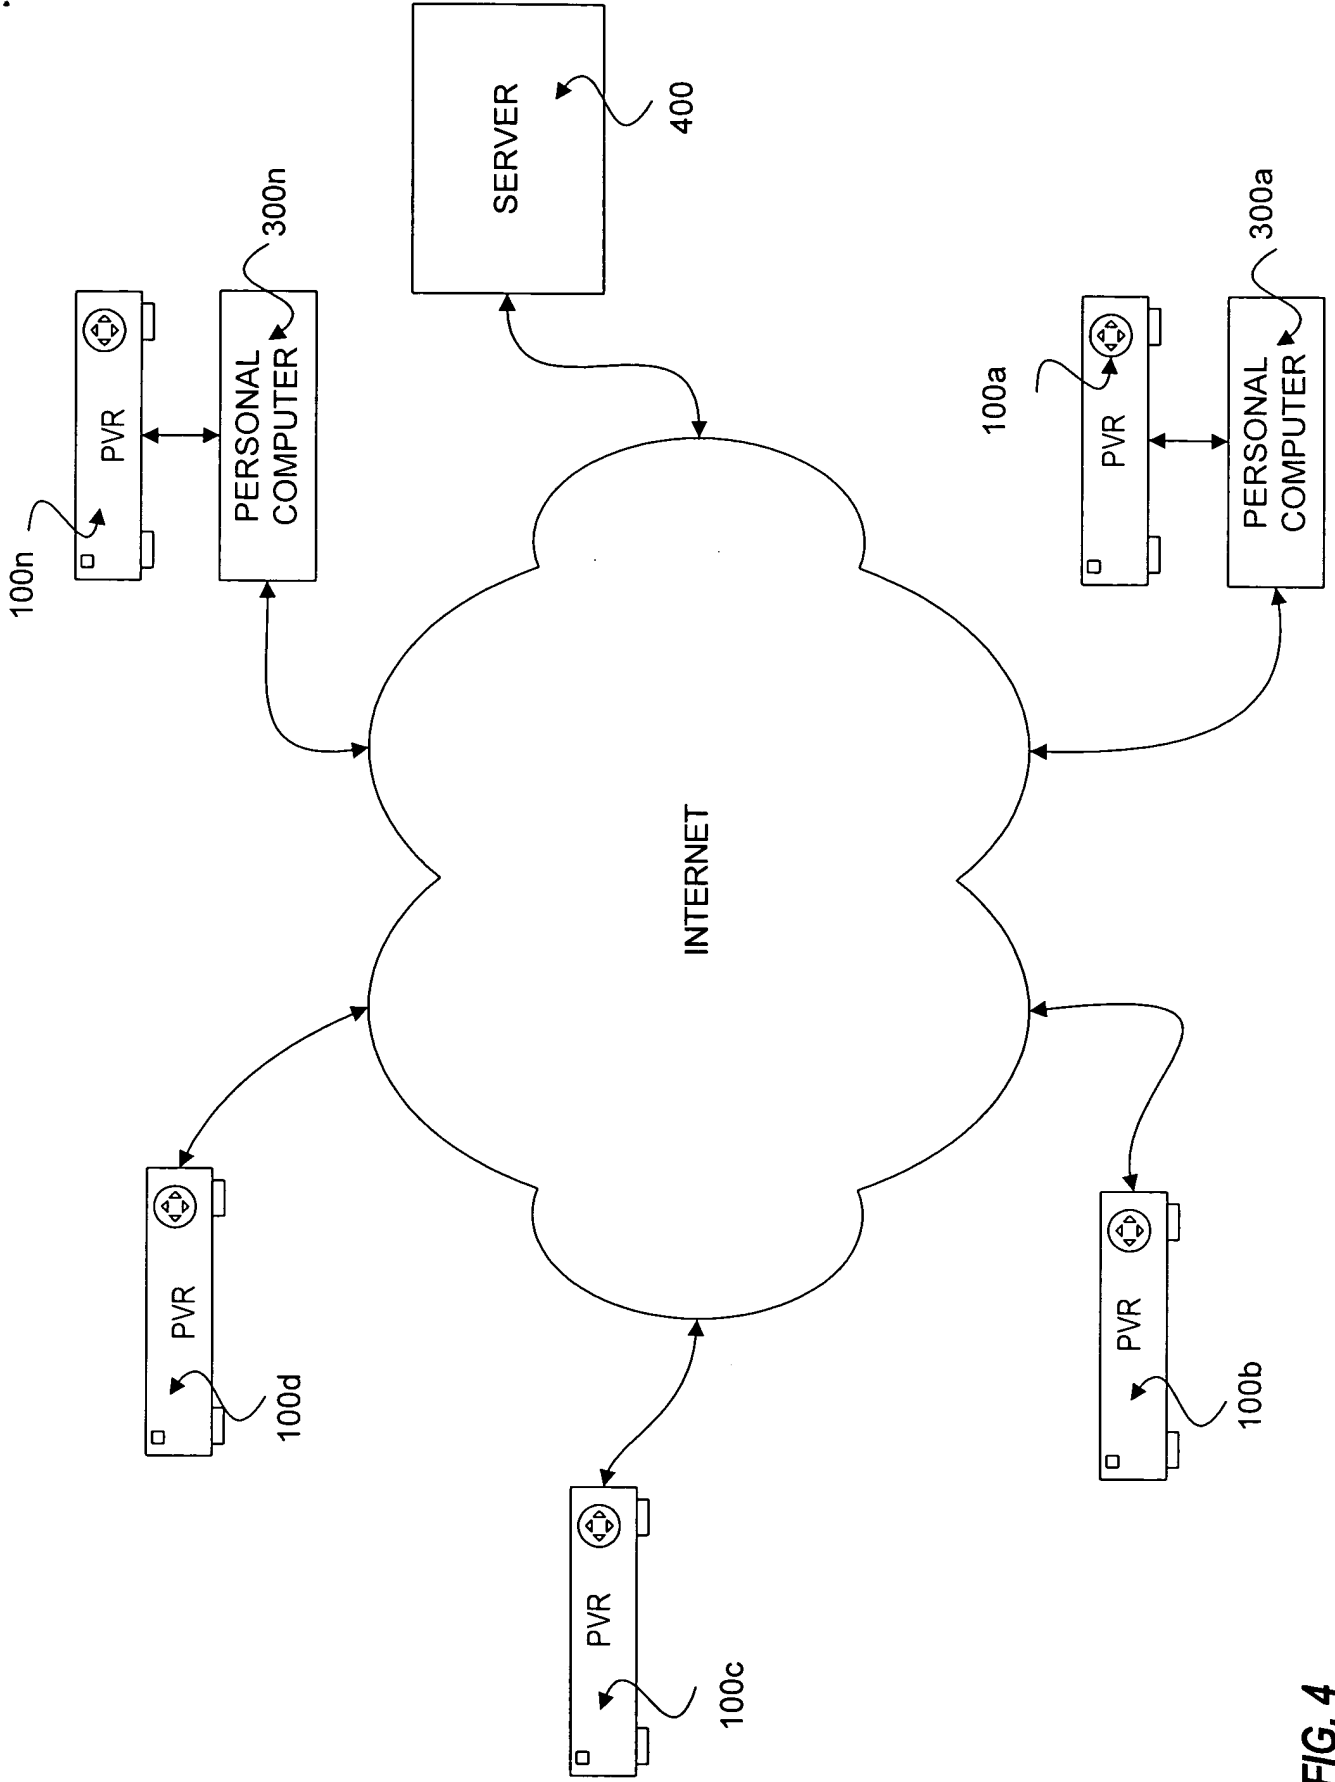 100n
PVR
PERSONAL
COMPUTER
300n
SERVER
400
PVR
100d
INTERNET
PVR
100c
100a
PVR
PERSONAL
COMPUTER
300a
PVR
100b
FIG. 4